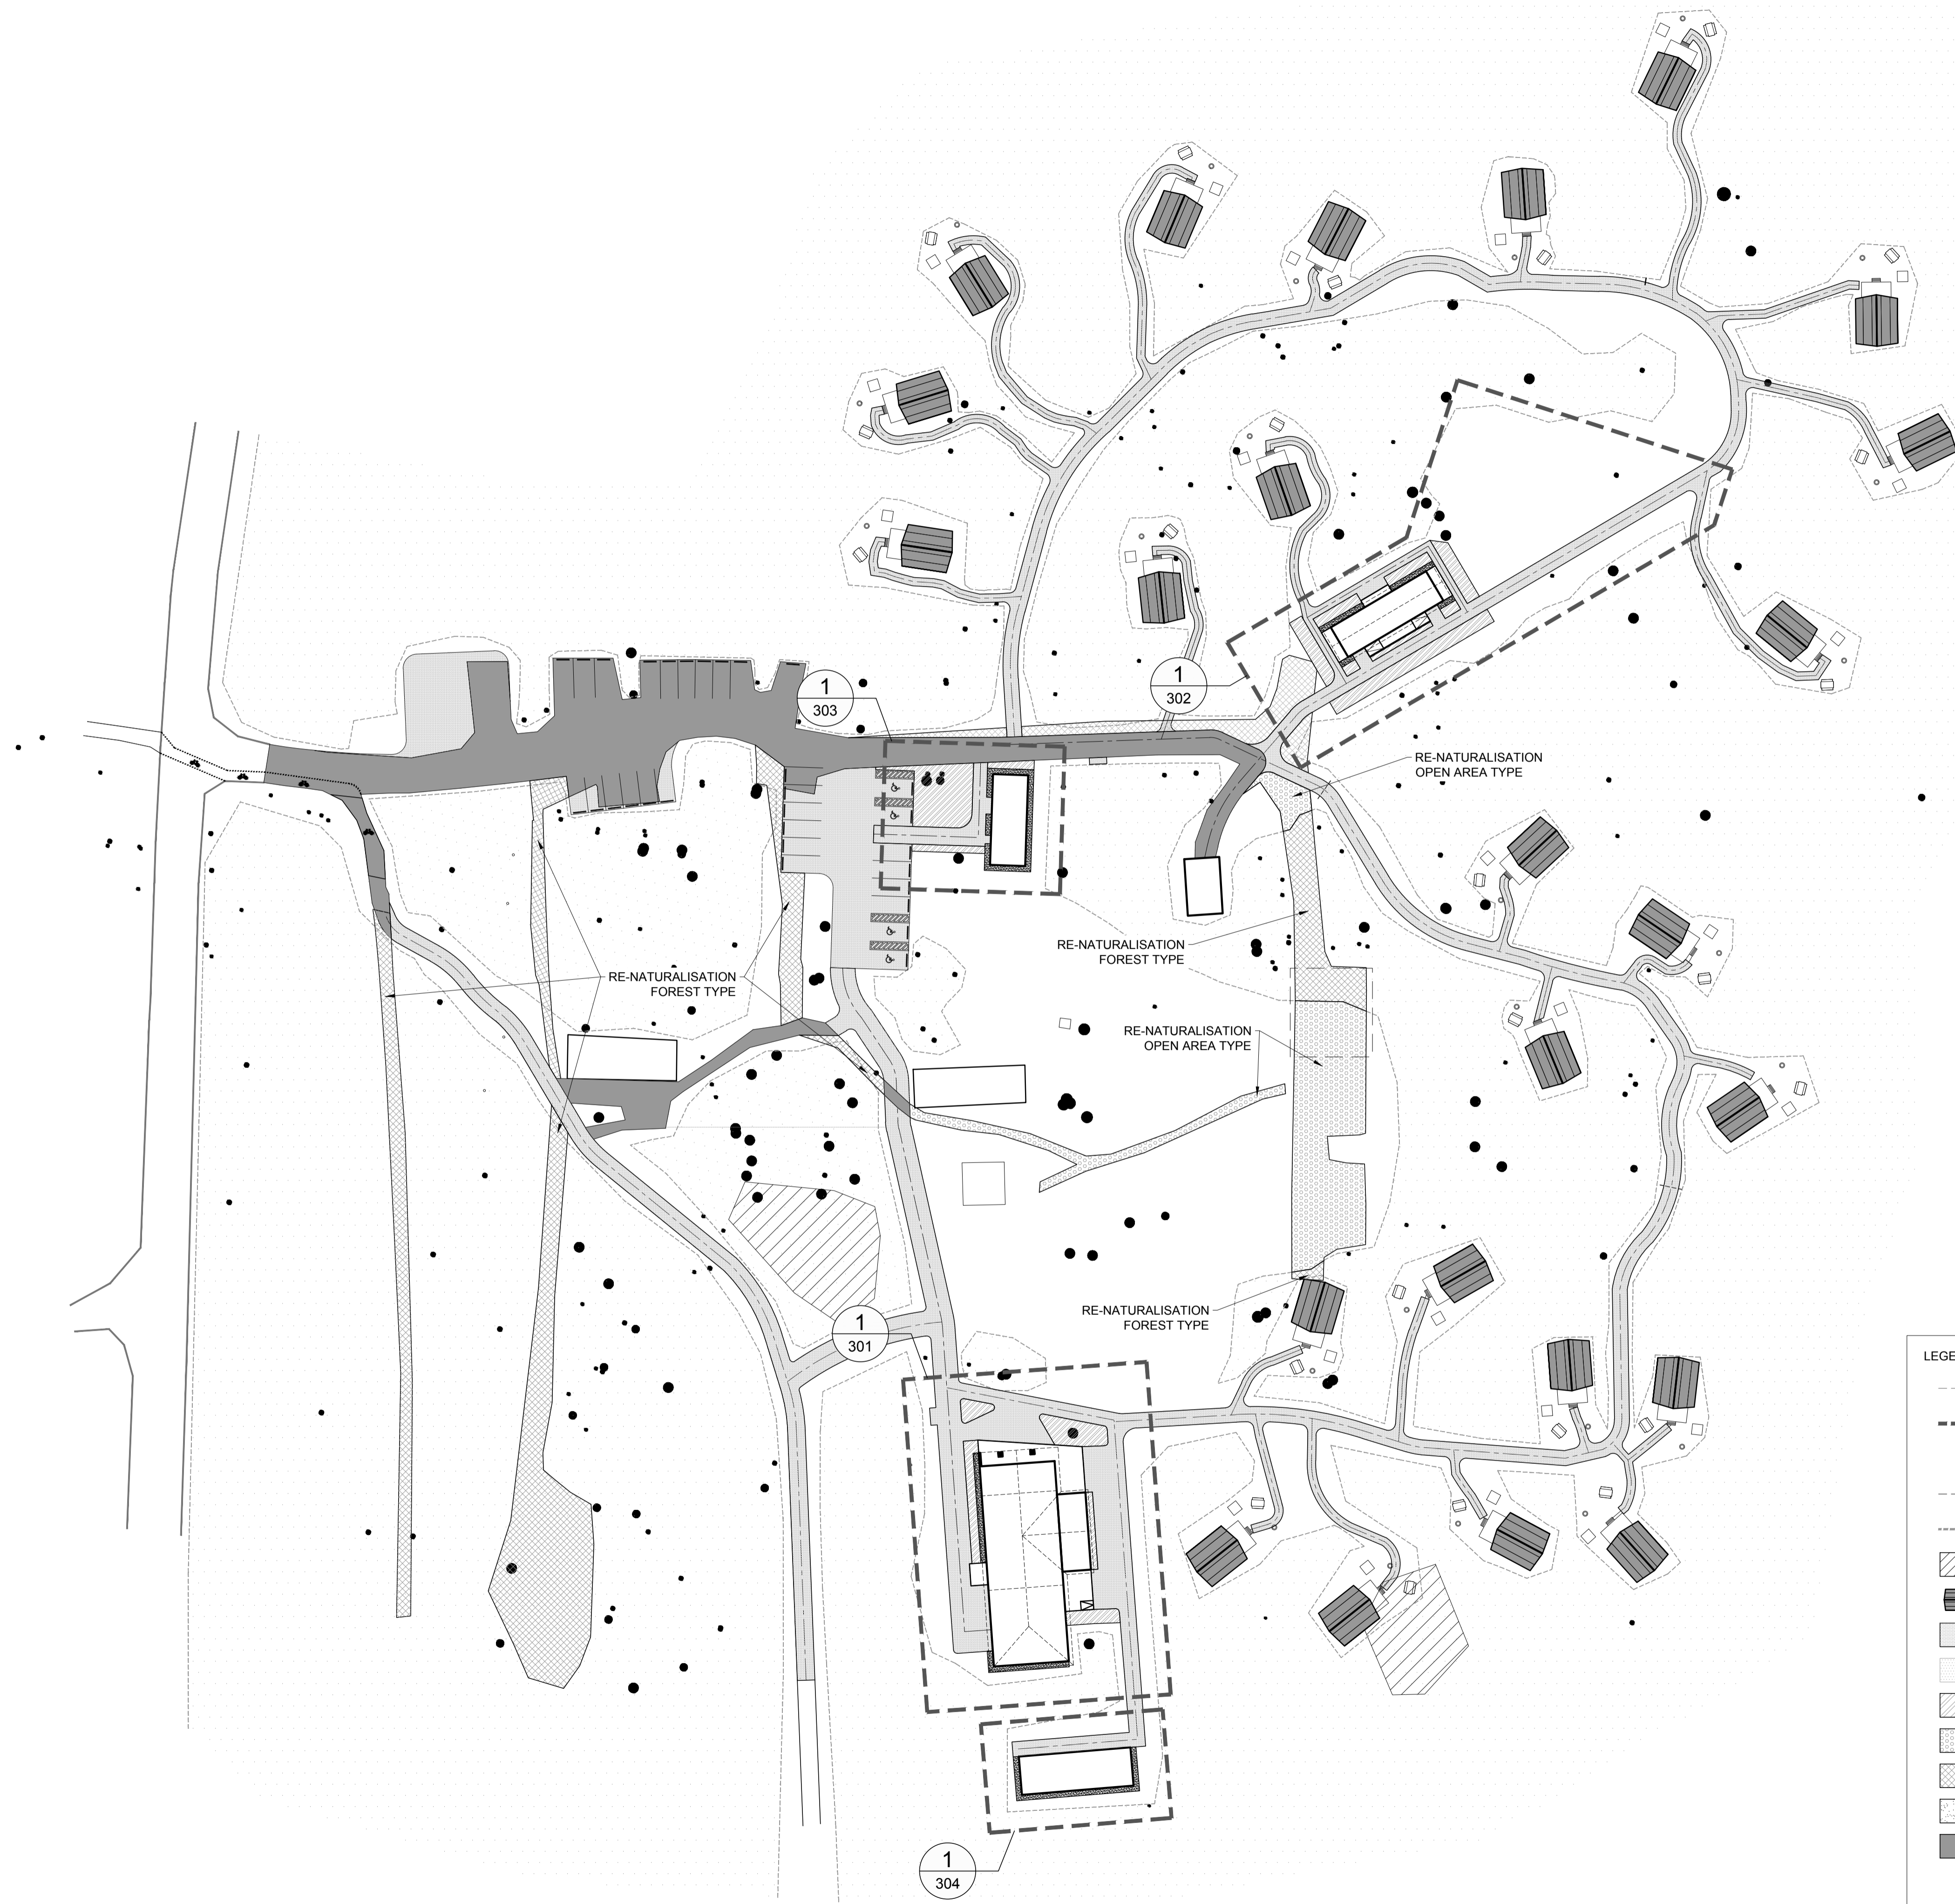 1
303
1
302
RE-NATURALISATION
OPEN AREA TYPE
RE-NATURALISATION
FOREST TYPE
RE-NATURALISATION
FOREST TYPE
RE-NATURALISATION
OPEN AREA TYPE
RE-NATURALISATION
FOREST TYPE
1
301
LEGE
1
304